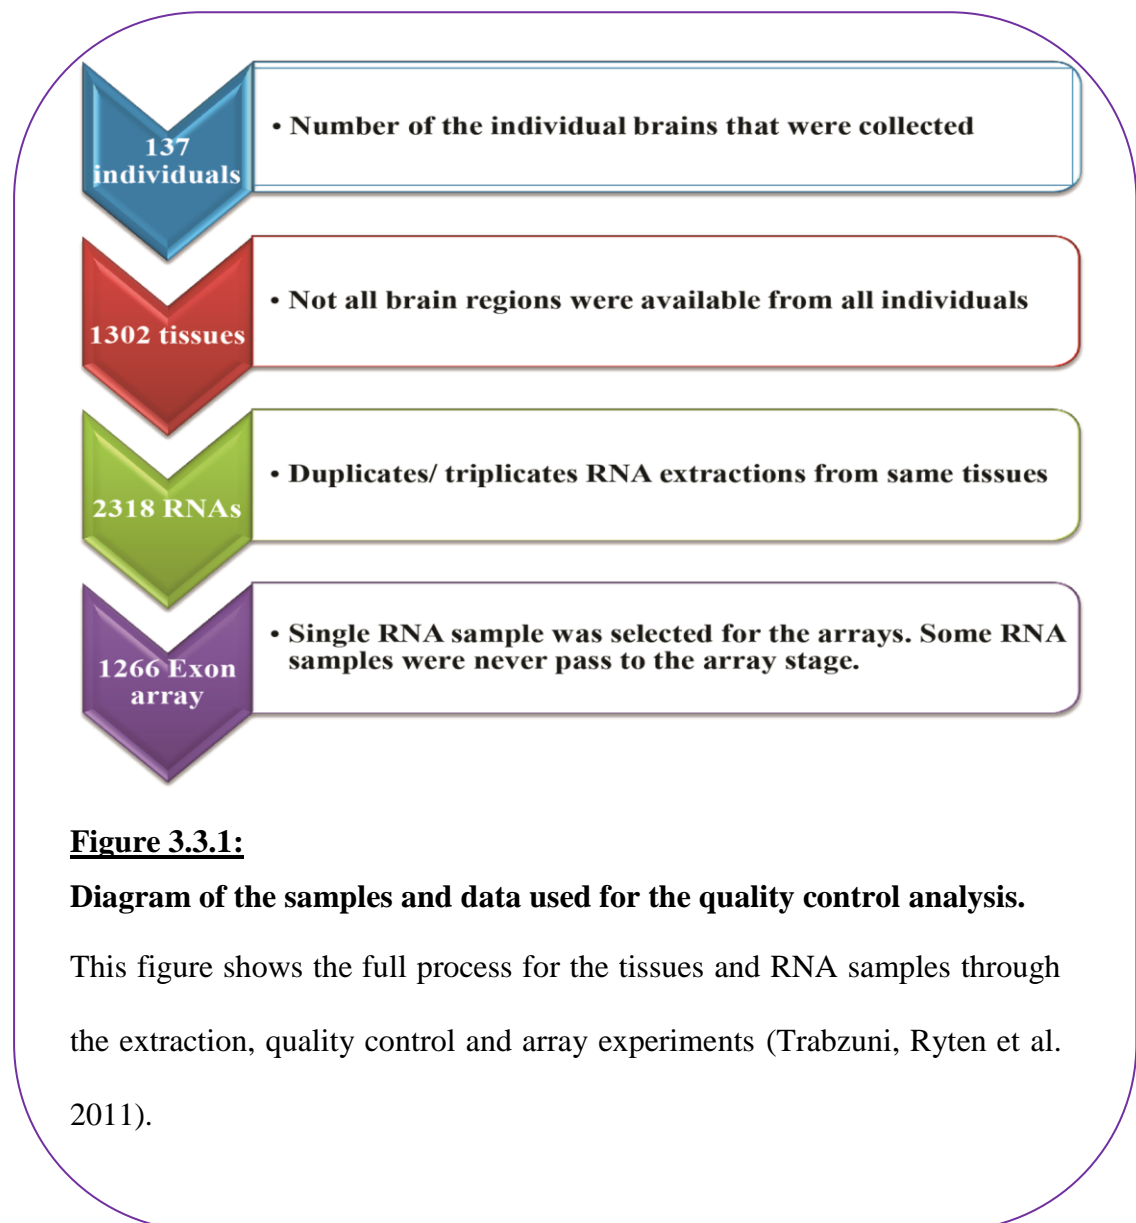 137
individuals
• Number of the individual brains that were collected
1302 tissues
• Not all brain regions were available from all individuals
2318 RNAs
• Duplicates/ triplicates RNA extractions from same tissues
1266 Exon
array
• Single RNA sample was selected for the arrays. Some RNA
samples were never pass to the array stage.
Figure 3.3.1:
Diagram of the samples and data used for the quality control analysis.
This figure shows the full process for the tissues and RNA samples through
the extraction, quality control and array experiments (Trabzuni, Ryten et al.
2011).